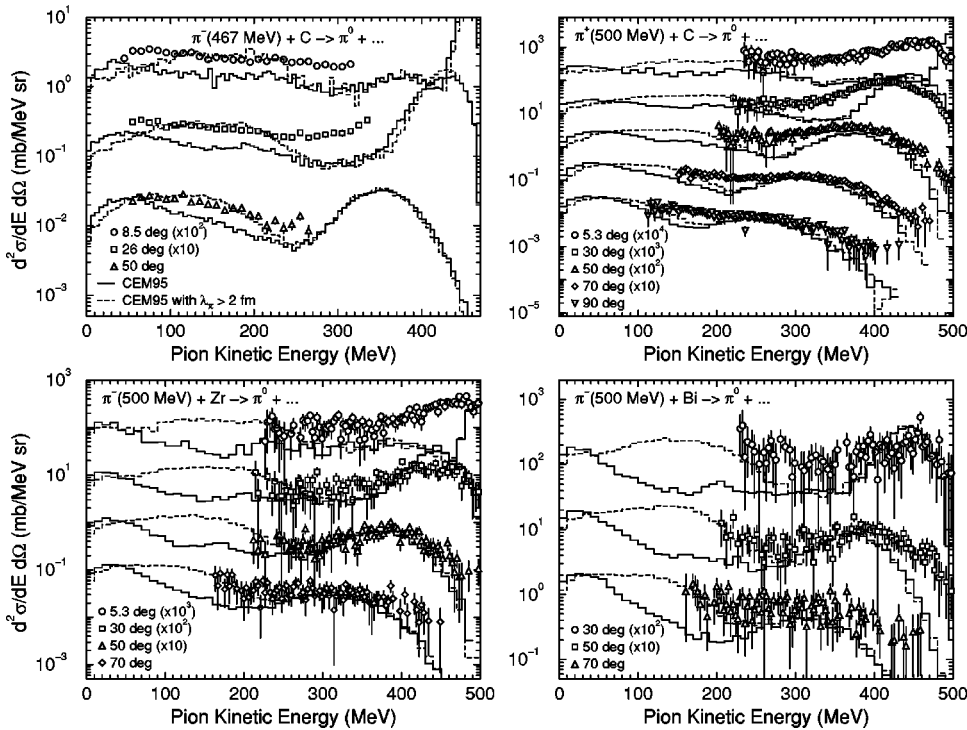 π⁻(467 MeV) + C -> π⁰ + ...
10²
10¹
10⁰
10⁻¹
10⁻²
10⁻³
d²σ/dE dΩ (mb/MeV sr)
8.5 deg (x10²)
26 deg (x10)
50 deg
CEM95
CEM95 with λπ > 2 fm
0 100 200 300 400
Pion Kinetic Energy (MeV)
π⁺(500 MeV) + C -> π⁰ + ...
10³
10¹
10⁻¹
10⁻³
10⁻⁵
5.3 deg (x10⁴)
30 deg (x10³)
50 deg (x10²)
70 deg (x10)
90 deg
0 100 200 300 400 500
Pion Kinetic Energy (MeV)
π⁻(500 MeV) + Zr -> π⁰ + ...
10³
10¹
10⁻¹
10⁻³
d²σ/dE dΩ (mb/MeV sr)
5.3 deg (x10³)
30 deg (x10²)
50 deg (x10)
70 deg
0 100 200 300 400 500
Pion Kinetic Energy (MeV)
π⁻(500 MeV) + Bi -> π⁰ + ...
10³
10²
10¹
10⁰
10⁻¹
30 deg (x10²)
50 deg (x10)
70 deg
0 100 200 300 400 500
Pion Kinetic Energy (MeV)